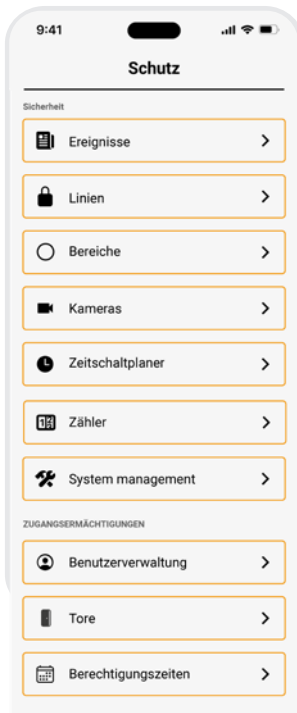 9:41
Schutz
Sicherheit
Ereignisse
Linien
Bereiche
Kameras
Zeitschaltplaner
Zähler
System management
ZUGANGSERMÄCHTIGUNGEN
Benutzerverwaltung
Tore
Berechtigungszeiten